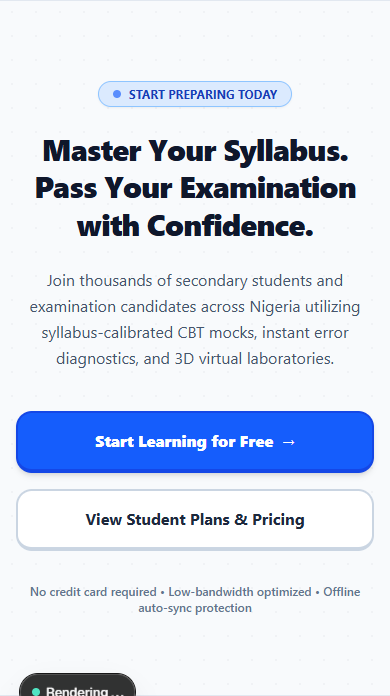 START PREPARING TODAY
Master Your Syllabus.
Pass Your Examination
with Confidence.
Join thousands of secondary students and
examination candidates across Nigeria utilizing
syllabus-calibrated CBT mocks, instant error
diagnostics, and 3D virtual laboratories.
Start Learning for Free →
View Student Plans & Pricing
No credit card required • Low-bandwidth optimized • Offline
auto-sync protection
Rendering ...